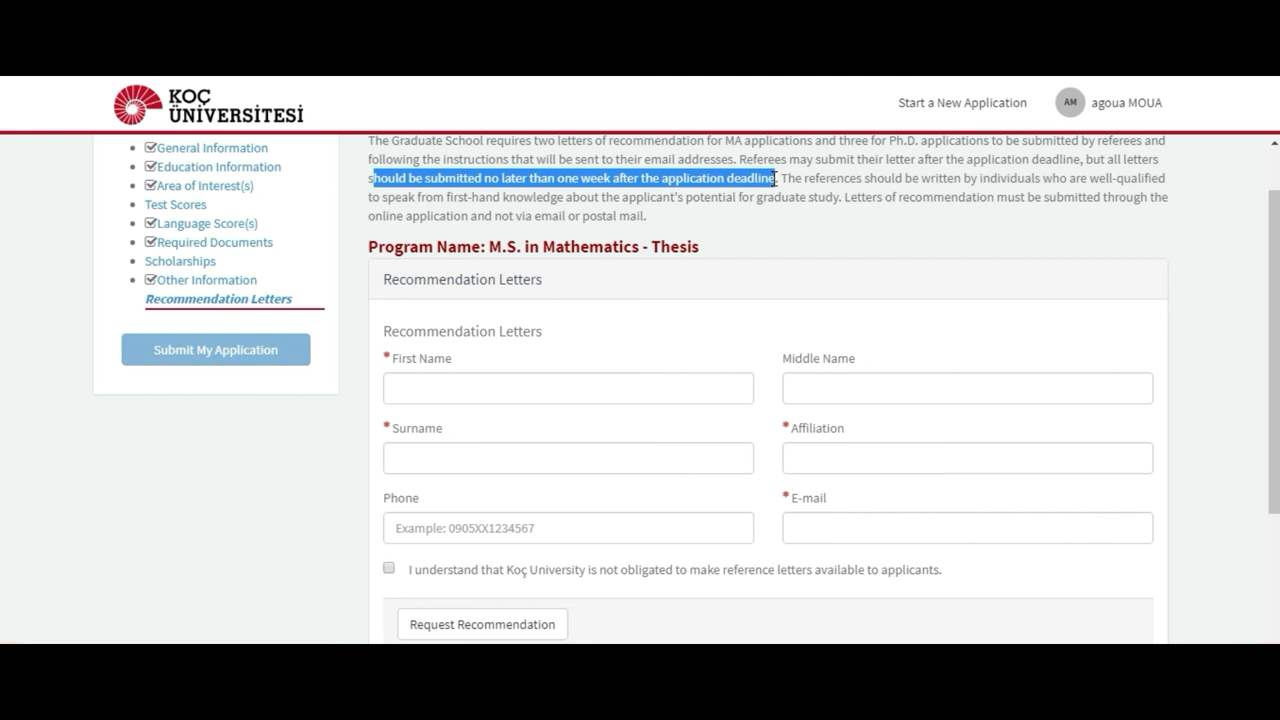 KOÇ
ÜNİVERSİTESİ
Start a New Application
AM
agoua MOUA
General Information
Education Information
Area of Interest(s)
Test Scores
Language Score(s)
Required Documents
Scholarships
Other Information
Recommendation Letters
Submit My Application
The Graduate School requires two letters of recommendation for MA applications and three for Ph.D. applications to be submitted by referees and
following the instructions that will be sent to their email addresses. Referees may submit their letter after the application deadline, but all letters
should be submitted no later than one week after the application deadline. The references should be written by individuals who are well-qualified
to speak from first-hand knowledge about the applicant's potential for graduate study. Letters of recommendation must be submitted through the
online application and not via email or postal mail.
Program Name: M.S. in Mathematics - Thesis
Recommendation Letters
Recommendation Letters
* First Name
Middle Name
* Surname
* Affiliation
Phone
* E-mail
Example: 0905XX1234567
I understand that Koç University is not obligated to make reference letters available to applicants.
Request Recommendation